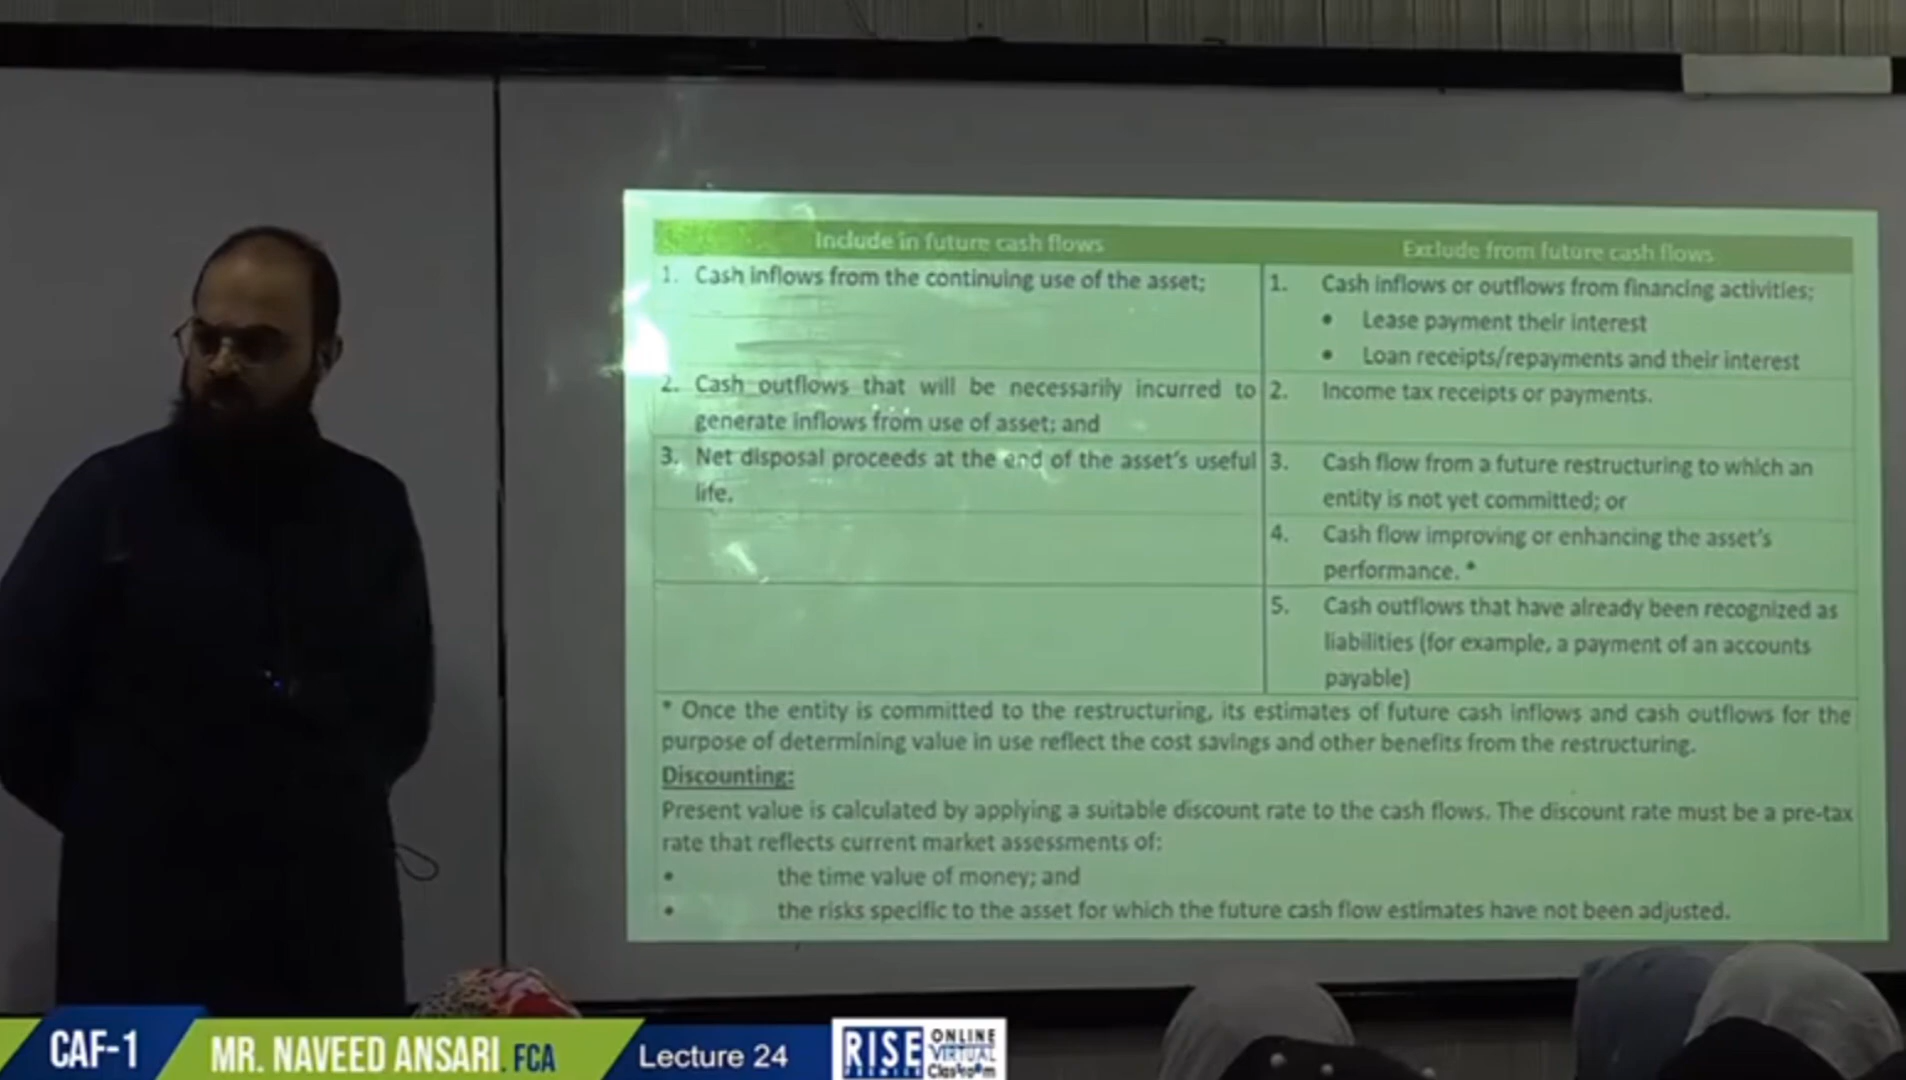 Include in future cash flows
Exclude from future cash flows
1. Cash inflows from the continuing use of the asset;
1. Cash inflows or outflows from financing activities;
• Lease payment their interest
• Loan receipts/repayments and their interest
2. Cash outflows that will be necessarily incurred to
generate inflows from use of asset; and
2. Income tax receipts or payments.
3. Net disposal proceeds at the end of the asset's useful
life.
3. Cash flow from a future restructuring to which an
entity is not yet committed; or
4. Cash flow improving or enhancing the asset's
performance. *
5. Cash outflows that have already been recognized as
liabilities (for example, a payment of an accounts
payable)
* Once the entity is committed to the restructuring, its estimates of future cash inflows and cash outflows for the
purpose of determining value in use reflect the cost savings and other benefits from the restructuring.
Discounting:
Present value is calculated by applying a suitable discount rate to the cash flows. The discount rate must be a pre-tax
rate that reflects current market assessments of:
• the time value of money; and
• the risks specific to the asset for which the future cash flow estimates have not been adjusted.
CAF-1
MR. NAVEED ANSARI. FCA
Lecture 24
RISE
ONLINE
VIRTUAL
Classroom